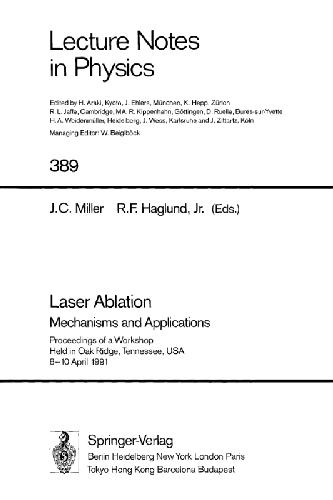 Lecture Notes
in Physics
Edited by H. Araki, Kyoto, J. Ehlers, München, K. Hepp, Zürich
R. L. Jaffe, Cambridge, MA, R. Kippenhahn, Göttingen, D. Ruelle, Bures-sur-Yvette
H. A. Weidenmüller, Heidelberg, J. Wess, Karlsruhe and J. Zittartz, Köln
Managing Editor: W. Beiglböck
389
J.C. Miller R.F. Haglund, Jr. (Eds.)
Laser Ablation
Mechanisms and Applications
Proceedings of a Workshop
Held in Oak Ridge, Tennessee, USA
8–10 April 1991
Springer-Verlag
Berlin Heidelberg New York London Paris
Tokyo Hong Kong Barcelona Budapest